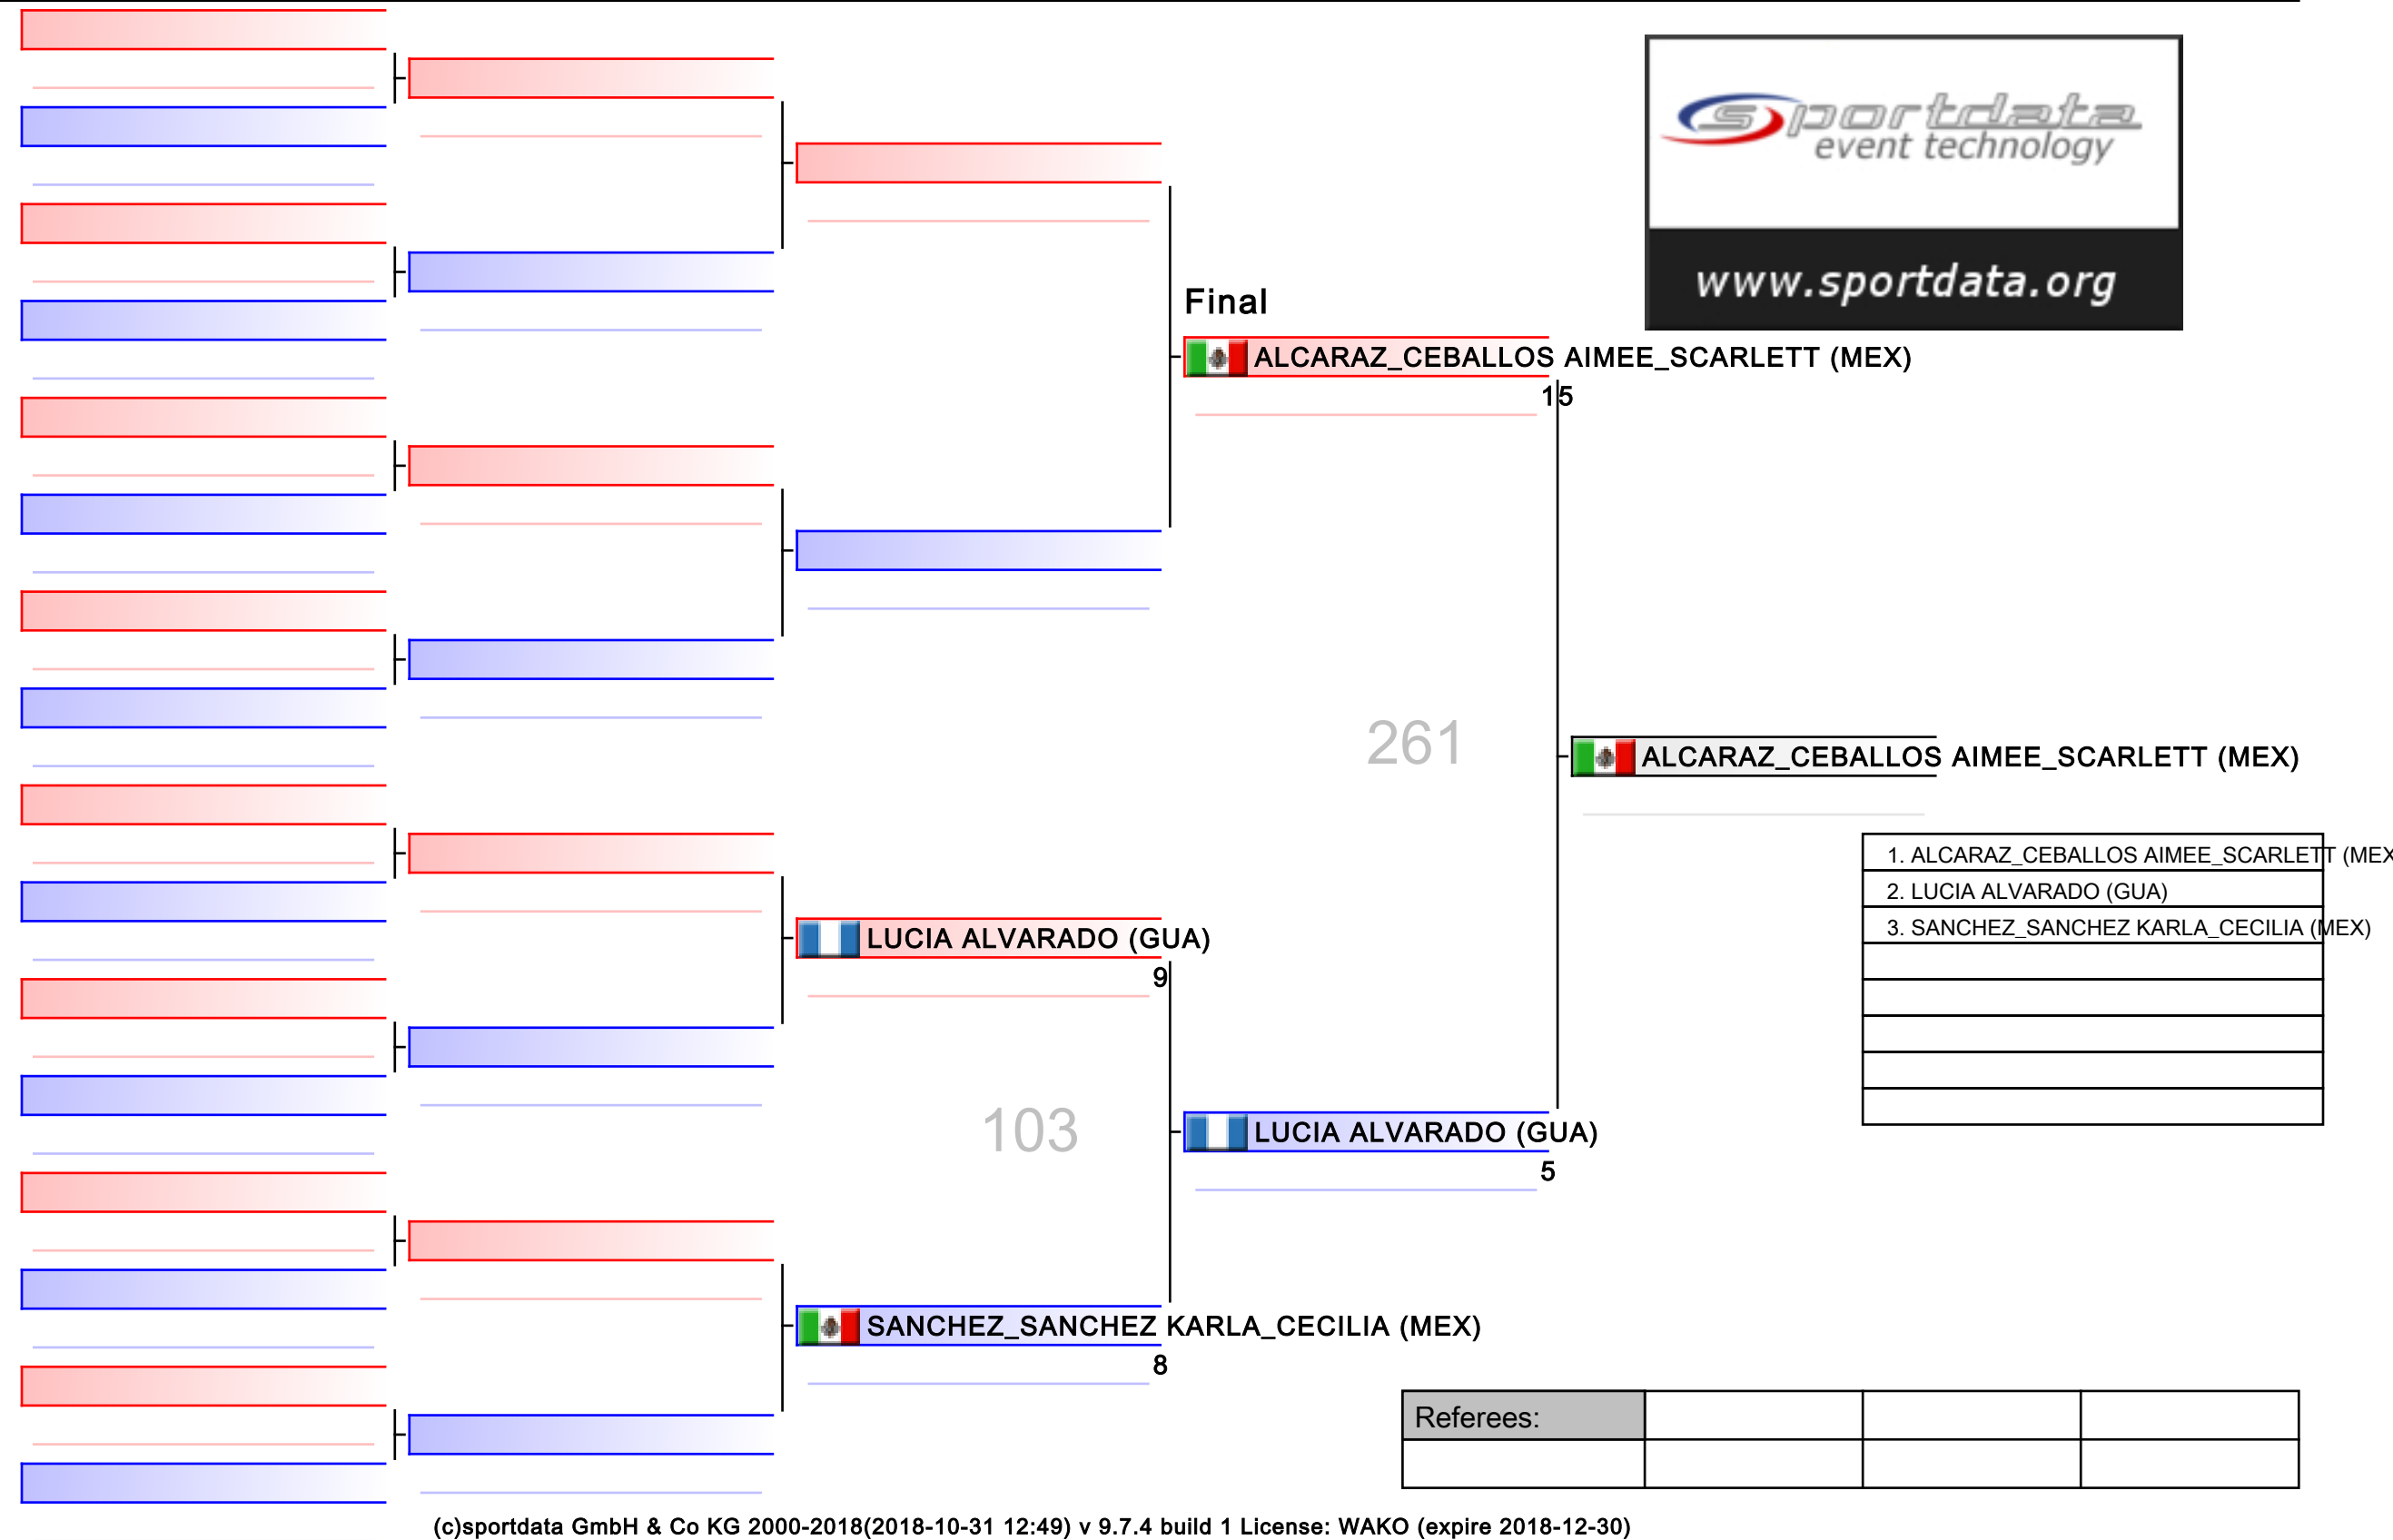 sportdata
event technology
www.sportdata.org
Final
ALCARAZ_CEBALLOS AIMEE_SCARLETT (MEX)
15
261
ALCARAZ_CEBALLOS AIMEE_SCARLETT (MEX)
1. ALCARAZ_CEBALLOS AIMEE_SCARLETT (MEX
2. LUCIA ALVARADO (GUA)
3. SANCHEZ_SANCHEZ KARLA_CECILIA (MEX)
LUCIA ALVARADO (GUA)
9
103
LUCIA ALVARADO (GUA)
5
SANCHEZ_SANCHEZ KARLA_CECILIA (MEX)
8
Referees:
(c)sportdata GmbH & Co KG 2000-2018(2018-10-31 12:49) v 9.7.4 build 1 License: WAKO (expire 2018-12-30)